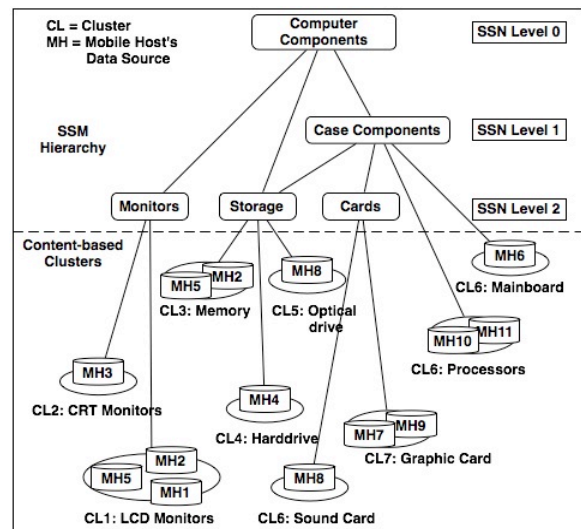 CL = Cluster
MH = Mobile Host's
Data Source
Computer
Components
SSN Level 0
SSM
Hierarchy
Case Components
SSN Level 1
Monitors
Storage
Cards
SSN Level 2
Content-based
Clusters
MH2
MH5
CL3: Memory
MH8
CL5: Optical
drive
MH6
CL6: Mainboard
MH11
MH10
CL6: Processors
MH3
CL2: CRT Monitors
MH4
CL4: Harddrive
MH9
MH7
CL7: Graphic Card
MH2
MH5
MH1
CL1: LCD Monitors
MH8
CL6: Sound Card